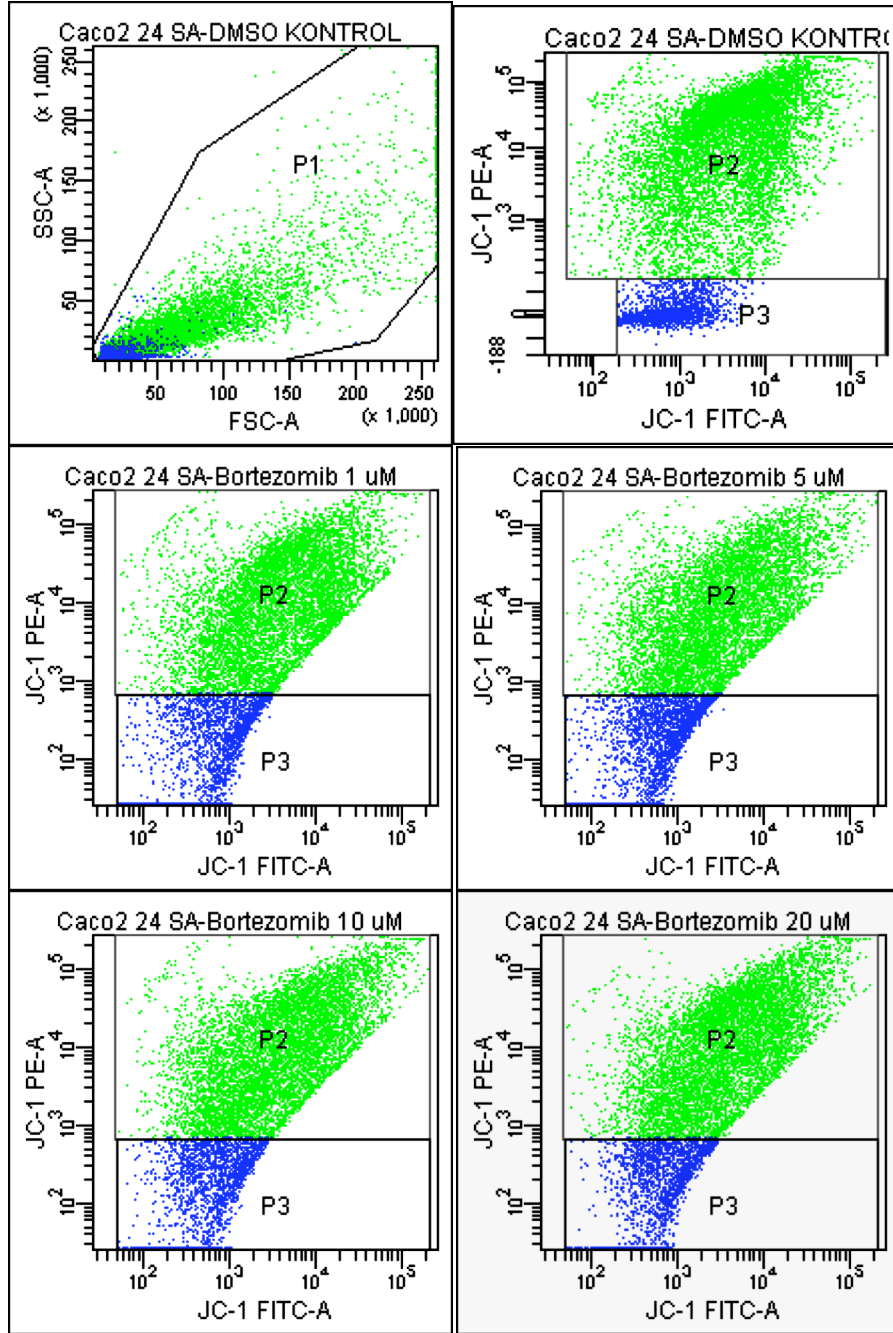 Caco2 24 SA-DMSO KONTROL
(x 1,000)
250
200
150
100
50
SSC-A
P1
50 100 150 200 250
FSC-A (x 1,000)
Caco2 24 SA-DMSO KONTRO
JC-1 PE-A
10^5
10^4
10^3
0
-188
P2
P3
10^2 10^3 10^4 10^5
JC-1 FITC-A
Caco2 24 SA-Bortezomib 1 uM
JC-1 PE-A
10^5
10^4
10^3
10^2
P2
P3
10^2 10^3 10^4 10^5
JC-1 FITC-A
Caco2 24 SA-Bortezomib 5 uM
JC-1 PE-A
10^5
10^4
10^3
10^2
P2
P3
10^2 10^3 10^4 10^5
JC-1 FITC-A
Caco2 24 SA-Bortezomib 10 uM
JC-1 PE-A
10^5
10^4
10^3
10^2
P2
P3
10^2 10^3 10^4 10^5
JC-1 FITC-A
Caco2 24 SA-Bortezomib 20 uM
JC-1 PE-A
10^5
10^4
10^3
10^2
P2
P3
10^2 10^3 10^4 10^5
JC-1 FITC-A